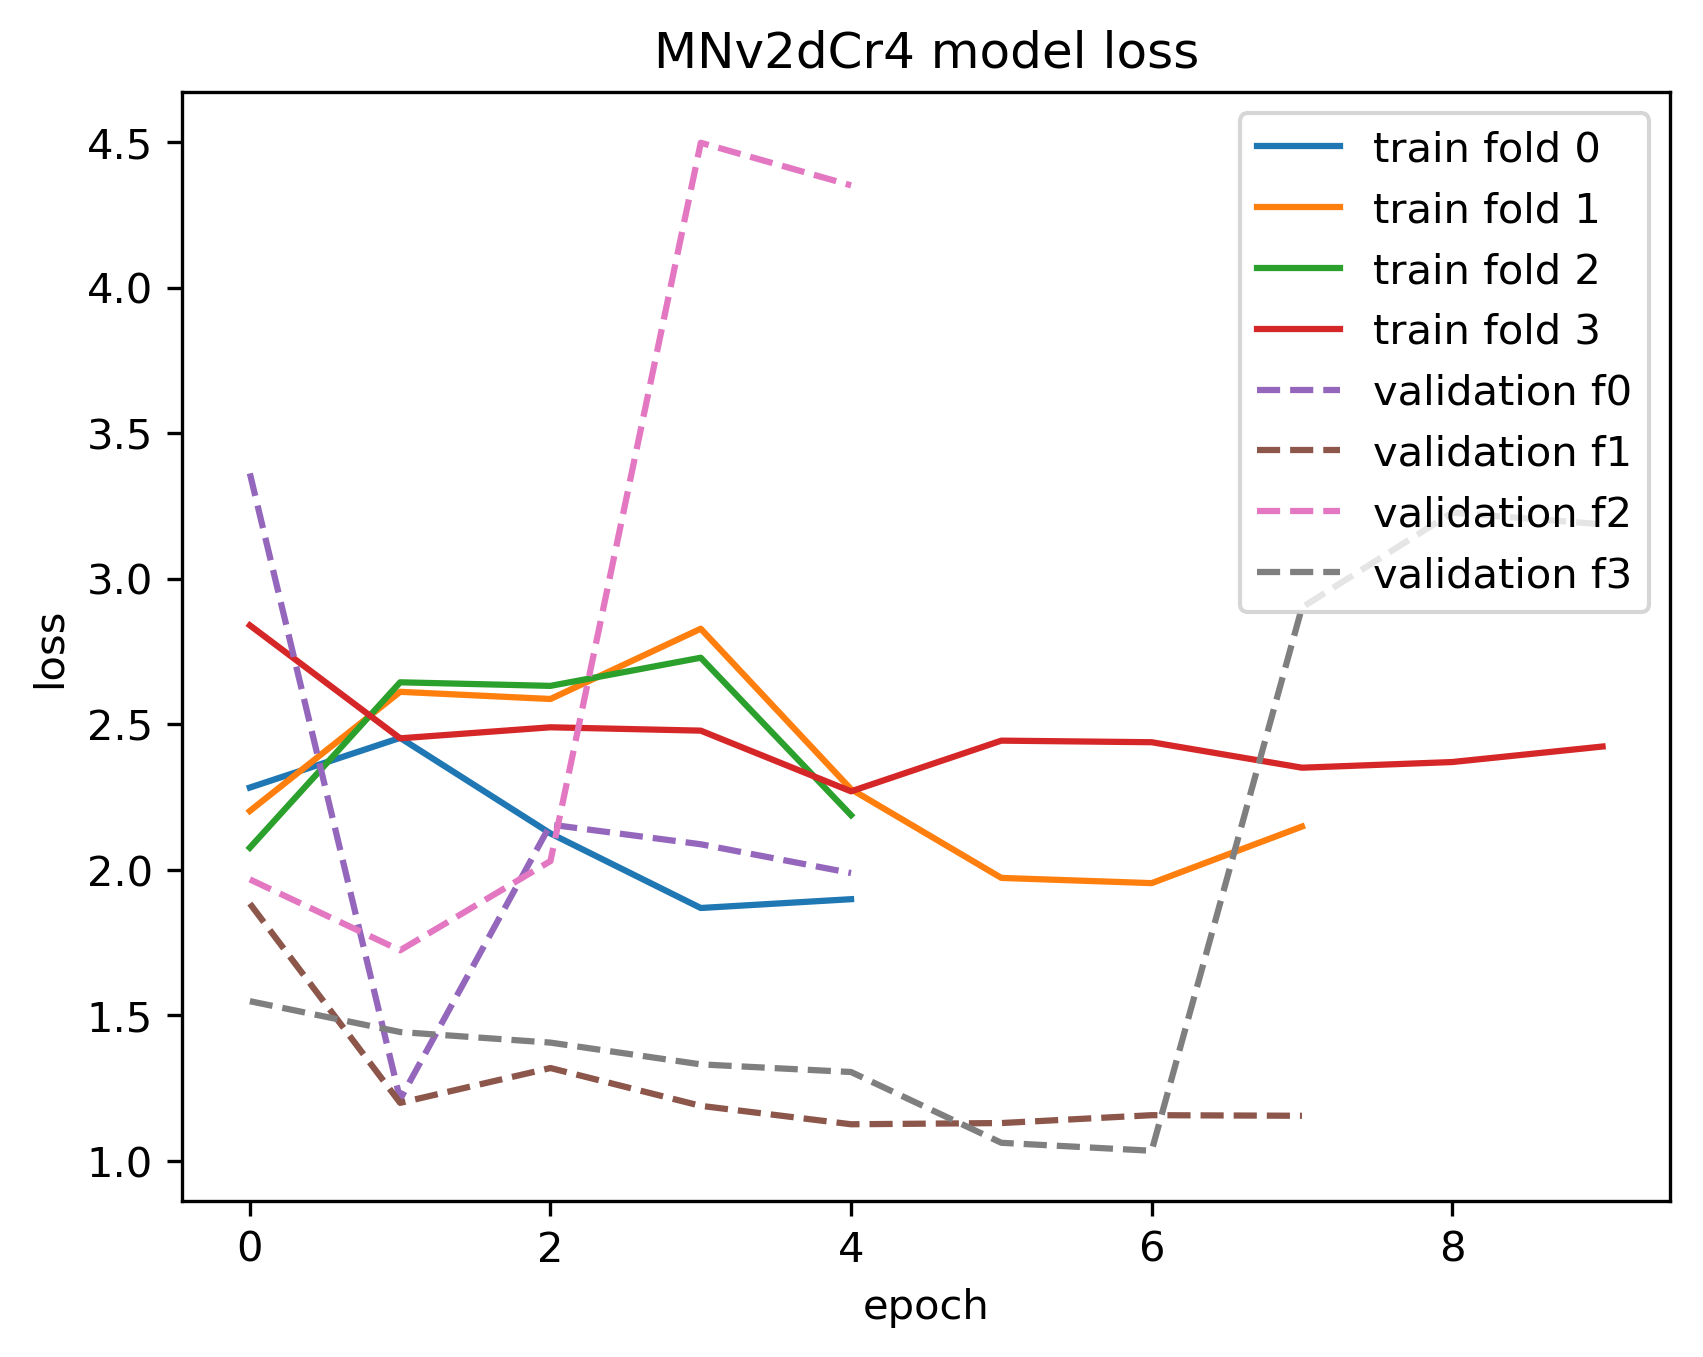 MNv2dCr4 model loss
4.5
4.0
3.5
3.0
2.5
2.0
1.5
1.0
loss
train fold 0
train fold 1
train fold 2
train fold 3
validation f0
validation f1
validation f2
validation f3
0 2 4 6 8
epoch